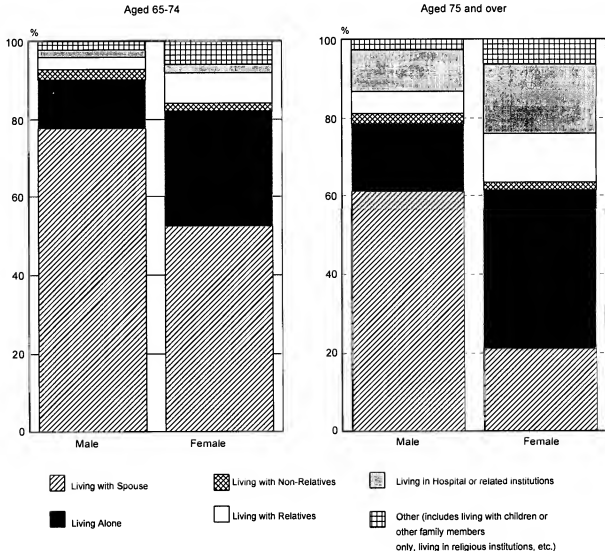 Aged 65-74
Aged 75 and over
%
100
80
60
40
20
0
Male
Female
%
100
80
60
40
20
0
Male
Female
Living with Spouse
Living with Non-Relatives
Living in Hospital or related institutions
Living Alone
Living with Relatives
Other (includes living with children or
other family members
only, living in religious institutions, etc.)